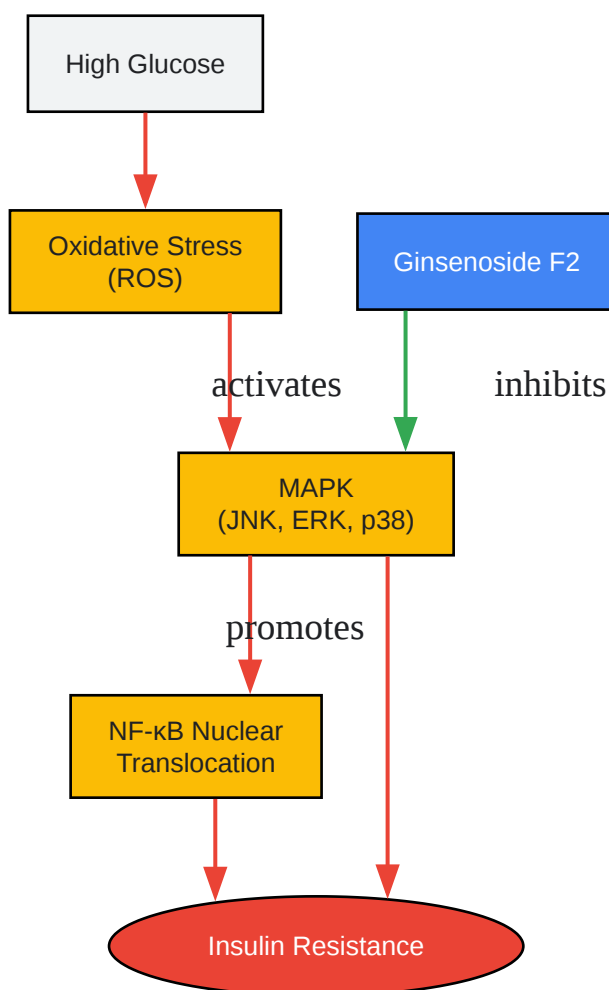 High Glucose
Oxidative Stress
(ROS)
Ginsenoside F2
activates
inhibits
MAPK
(JNK, ERK, p38)
promotes
NF-κB Nuclear
Translocation
Insulin Resistance